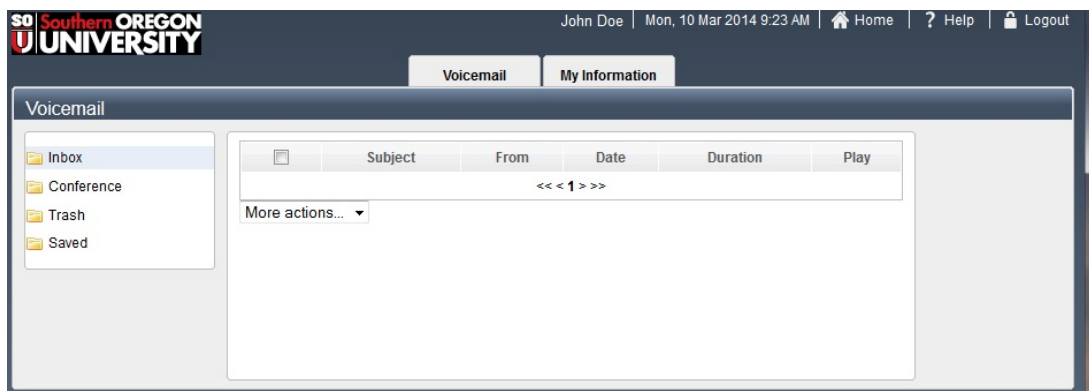 SO Southern OREGON
U UNIVERSITY
John Doe | Mon, 10 Mar 2014 9:23 AM | Home | ? Help | Logout
Voicemail My Information
Voicemail
Inbox
Conference
Trash
Saved
Subject From Date Duration Play
<< < 1 > >>
More actions...